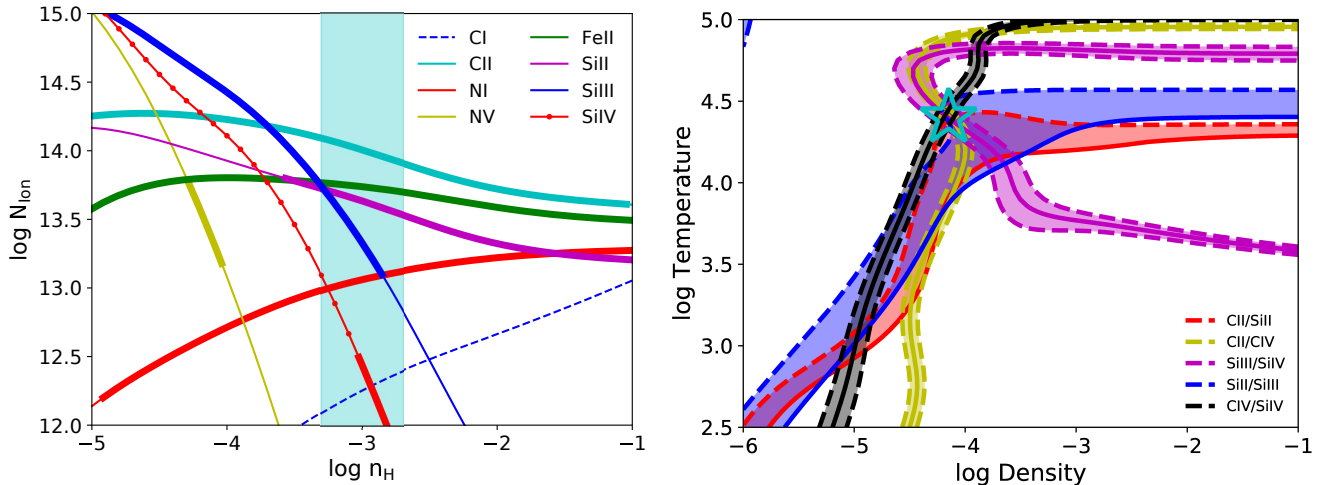 15.0
14.5
14.0
13.5
13.0
12.5
12.0
log N_Ion
−5
−4
−3
−2
−1
log n_H
CI
CII
NI
NV
FeII
SiII
SiIII
SiIV
5.0
4.5
4.0
3.5
3.0
2.5
log Temperature
−6
−5
−4
−3
−2
−1
log Density
CII/SiII
CII/CIV
SiIII/SiIV
SiII/SiIII
CIV/SiIV